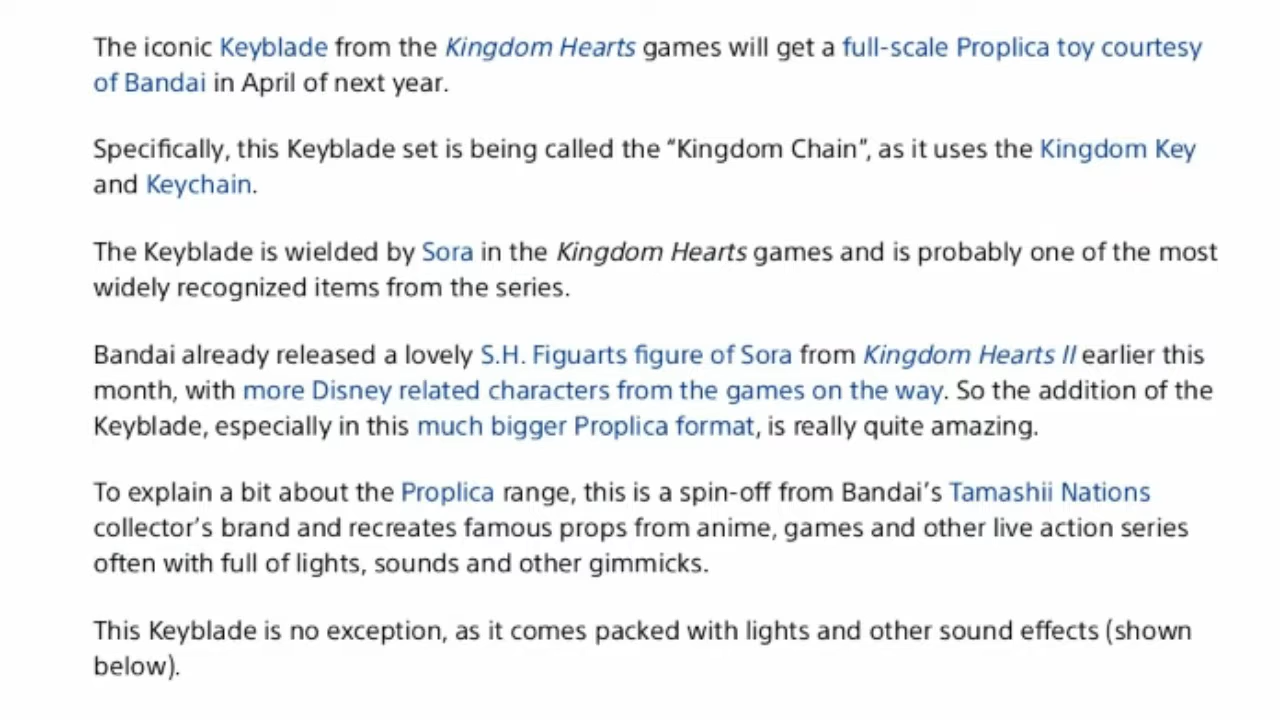 The iconic Keyblade from the Kingdom Hearts games will get a full-scale Proplica toy courtesy
of Bandai in April of next year.
Specifically, this Keyblade set is being called the “Kingdom Chain”, as it uses the Kingdom Key
and Keychain.
The Keyblade is wielded by Sora in the Kingdom Hearts games and is probably one of the most
widely recognized items from the series.
Bandai already released a lovely S.H. Figuarts figure of Sora from Kingdom Hearts II earlier this
month, with more Disney related characters from the games on the way. So the addition of the
Keyblade, especially in this much bigger Proplica format, is really quite amazing.
To explain a bit about the Proplica range, this is a spin-off from Bandai’s Tamashii Nations
collector’s brand and recreates famous props from anime, games and other live action series
often with full of lights, sounds and other gimmicks.
This Keyblade is no exception, as it comes packed with lights and other sound effects (shown
below).